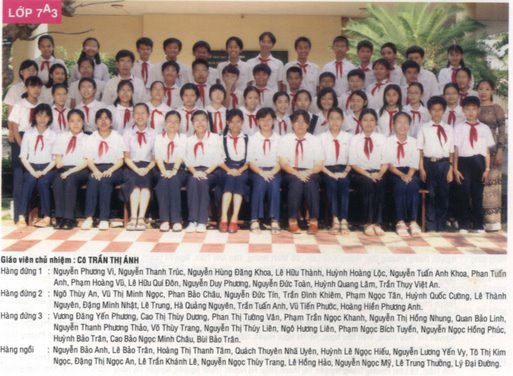 LỚP 7A3
Giáo viên chủ nhiệm : Cô TRẦN THỊ ÁNH
Hàng đứng 1 : Nguyễn Phương Vi, Nguyễn Thanh Trúc, Nguyễn Hùng Đăng Khoa, Lê Hữu Thành, Huỳnh Hoàng Lộc, Nguyễn Tuấn Anh Khoa, Phan Tuấn
Anh, Phạm Hoàng Vũ, Lê Hữu Quí Đôn, Nguyễn Duy Phương, Nguyễn Đức Toàn, Huỳnh Quang Lâm, Trần Thụy Việt An.
Hàng đứng 2 : Ngô Thùy An, Vũ Thị Minh Ngọc, Phan Bảo Châu, Nguyễn Đức Tín, Trần Đình Khiêm, Phạm Ngọc Tân, Huỳnh Quốc Cường, Lê Thành
Nguyên, Đặng Minh Nhật, Lê Trung, Hà Quảng Nguyên, Trần Tuấn Anh, Vũ Tiến Phước, Hoàng Hiền Phương Anh.
Hàng đứng 3 : Vương Đăng Yến Phương, Cao Thị Thùy Dương, Phan Thị Tường Vân, Phạm Trần Ngọc Khanh, Nguyễn Thị Hồng Nhung, Quan Bảo Linh,
Nguyễn Thanh Phương Thảo, Võ Thùy Trang, Nguyễn Thị Thùy Liên, Ngô Hương Liên, Phạm Ngọc Bích Tuyền, Nguyễn Ngọc Hồng Phúc,
Huỳnh Bảo Trân, Cao Bảo Ngọc Minh Châu, Bùi Bảo Trân.
Hàng ngồi : Nguyễn Bảo Anh, Lê Bảo Trân, Hoàng Thị Thanh Tâm, Quách Thuyên Nhã Uyên, Huỳnh Lê Ngọc Hiếu, Nguyễn Lương Yến Vy, Tô Thị Kim
Ngọc, Đặng Thị Ngọc An, Lê Trần Khánh Lê, Nguyễn Ngọc Thùy Trang, Lê Hồng Hảo, Nguyễn Ngọc Mỹ, Lê Trung Thường, Lý Đại Đường.